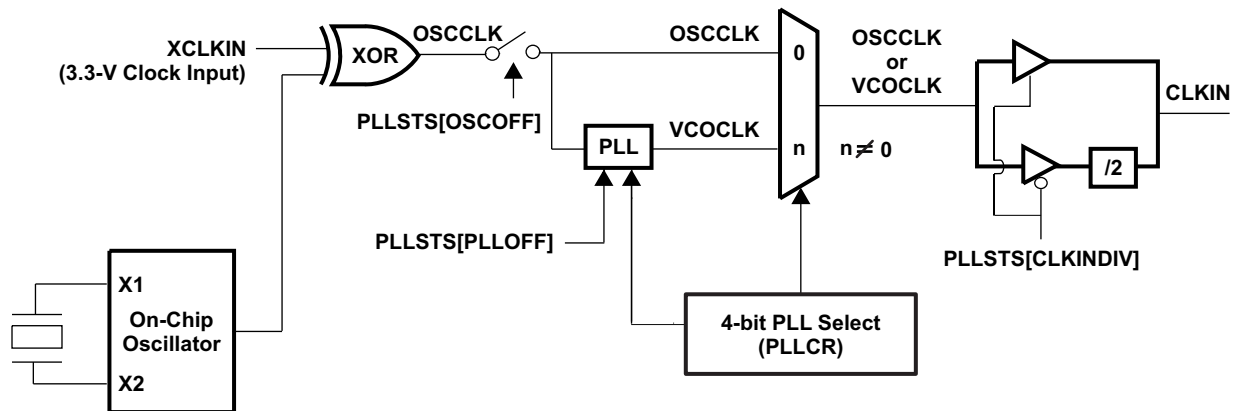 XCLKIN
(3.3-V Clock Input)
XOR
OSCCLK
PLLSTS[OSCOFF]
OSCCLK
0
OSCCLK
or
VCOCLK
CLKIN
PLL
VCOCLK
n
n ≠ 0
/2
PLLSTS[PLLOFF]
PLLSTS[CLKINDIV]
X1
On-Chip
Oscillator
X2
4-bit PLL Select
(PLLCR)